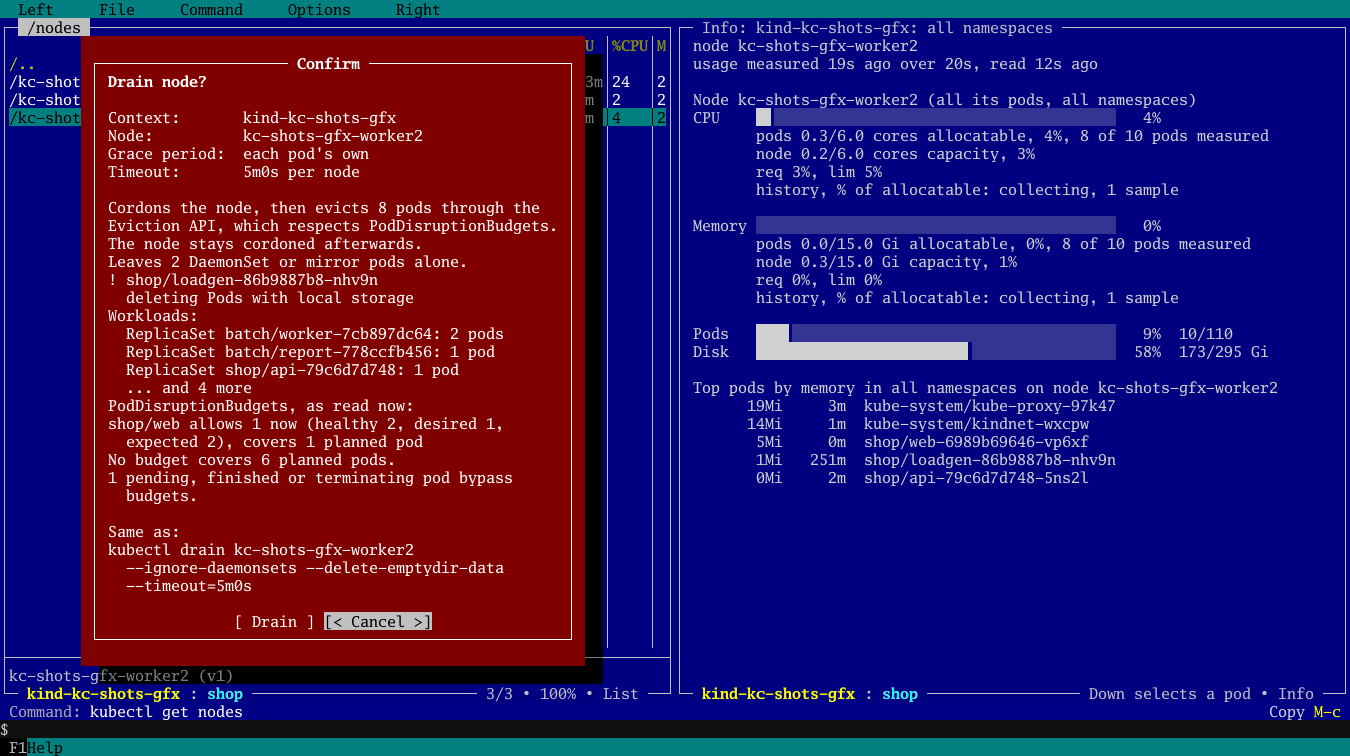 Left File Command Options Right
/nodes
U %CPU M
/..
/kc-shot 3m 24 2
/kc-shot m 2 2
/kc-shot m 4 2
Confirm
Drain node?
Context: kind-kc-shots-gfx
Node: kc-shots-gfx-worker2
Grace period: each pod's own
Timeout: 5m0s per node
Cordons the node, then evicts 8 pods through the
Eviction API, which respects PodDisruptionBudgets.
The node stays cordoned afterwards.
Leaves 2 DaemonSet or mirror pods alone.
! shop/loadgen-86b9887b8-nhv9n
deleting Pods with local storage
Workloads:
ReplicaSet batch/worker-7cb897dc64: 2 pods
ReplicaSet batch/report-778ccfb456: 1 pod
ReplicaSet shop/api-79c6d7d748: 1 pod
... and 4 more
PodDisruptionBudgets, as read now:
shop/web allows 1 now (healthy 2, desired 1,
expected 2), covers 1 planned pod
No budget covers 6 planned pods.
1 pending, finished or terminating pod bypass
budgets.
Same as:
kubectl drain kc-shots-gfx-worker2
--ignore-daemonsets --delete-emptydir-data
--timeout=5m0s
[ Drain ] [< Cancel >]
kc-shots-gfx-worker2 (v1)
kind-kc-shots-gfx : shop 3/3 • 100% • List
Info: kind-kc-shots-gfx: all namespaces
node kc-shots-gfx-worker2
usage measured 19s ago over 20s, read 12s ago
Node kc-shots-gfx-worker2 (all its pods, all namespaces)
CPU 4%
pods 0.3/6.0 cores allocatable, 4%, 8 of 10 pods measured
node 0.2/6.0 cores capacity, 3%
req 3%, lim 5%
history, % of allocatable: collecting, 1 sample
Memory 0%
pods 0.0/15.0 Gi allocatable, 0%, 8 of 10 pods measured
node 0.3/15.0 Gi capacity, 1%
req 0%, lim 0%
history, % of allocatable: collecting, 1 sample
Pods 9% 10/110
Disk 58% 173/295 Gi
Top pods by memory in all namespaces on node kc-shots-gfx-worker2
19Mi 3m kube-system/kube-proxy-97k47
14Mi 1m kube-system/kindnet-wxcpw
5Mi 0m shop/web-6989b69646-vp6xf
1Mi 251m shop/loadgen-86b9887b8-nhv9n
0Mi 2m shop/api-79c6d7d748-5ns2l
kind-kc-shots-gfx : shop Down selects a pod • Info
Command: kubectl get nodes Copy M-c
$
F1Help